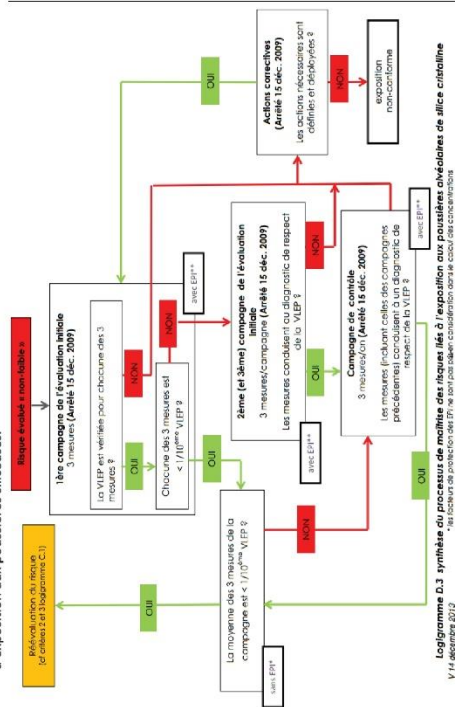 Risque évalué « non-faible »
1ère campagne de l'évaluation initiale
3 mesures (Arrêté 15 déc. 2009)
La VLEP est vérifiée pour chacune des 3
mesures ?
OUI
NON
Chacune des 3 mesures est
< 1/10ème VLEP ?
avec EPI**
OUI
NON
Réévaluation du risque
(cf critères 2 et 3 logigramme C.1)
OUI
La moyenne des 3 mesures de la
campagne est < 1/10ème VLEP ?
sans EPI*
NON
2ème (et 3ème) campagne de l'évaluation
initiale
3 mesures/campagne (Arrêté 15 déc. 2009)
Les mesures conduisent au diagnostic de respect
de la VLEP ?
avec EPI**
OUI
NON
Campagne de contrôle
3 mesures/an (Arrêté 15 déc. 2009)
Les mesures (incluant celles des campagnes
précédentes) conduisent à un diagnostic de
respect de la VLEP ?
avec EPI**
OUI
NON
Actions correctives
(Arrêté 15 déc. 2009)
Les actions nécessaires sont
définies et déployées ?
OUI
NON
exposition
non-conforme
Logigramme D.3 synthèse du processus de maîtrise des risques liés à l'exposition aux poussières alvéolaires de silice cristalline
V 14 décembre 2013
* les facteurs de protection des EPI ne sont pas pris en considération dans le calcul des concentrations